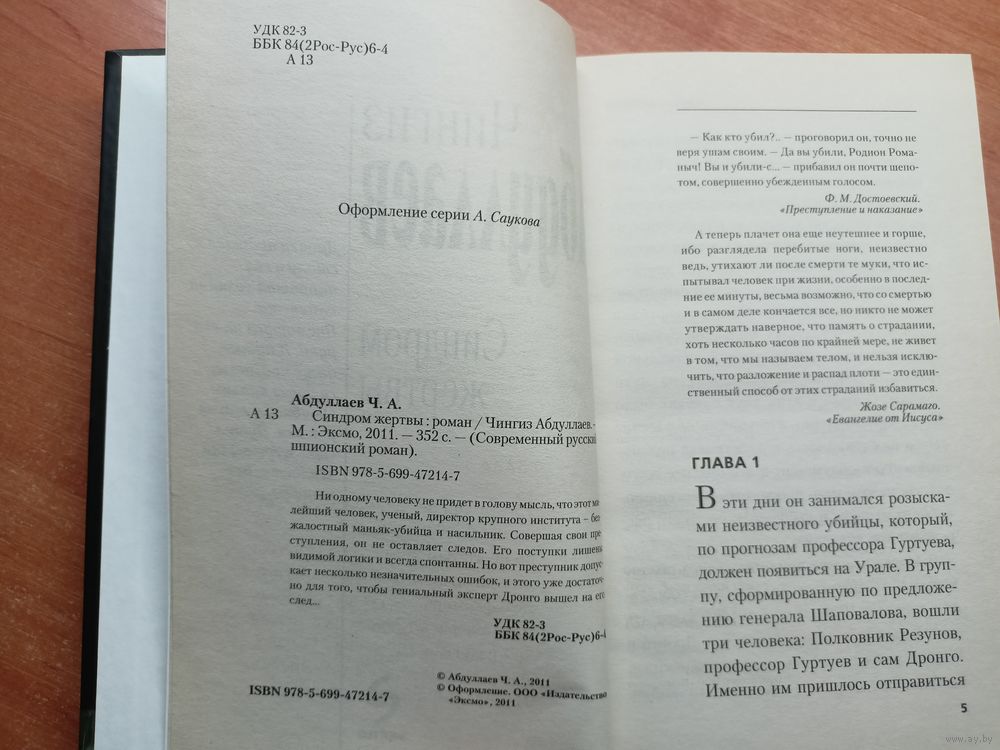 УДК 82-3
ББК 84(2Рос-Рус)6-4
А 13
Оформление серии А. Саукова
Абдуллаев Ч. А.
А 13 Синдром жертвы : роман / Чингиз Абдуллаев. -
М. : Эксмо, 2011. — 352 с. — (Современный русски
шпионский роман).
ISBN 978-5-699-47214-7
Ни одному человеку не придет в голову мысль, что этот ми
лейший человек, ученый, директор крупного института – без
жалостный маньяк-убийца и насильник. Совершая свои пре
ступления, он не оставляет следов. Его поступки лишены
видимой логики и всегда спонтанны. Но вот преступник допус-
кает несколько незначительных ошибок, и этого уже достаточ-
но для того, чтобы гениальный эксперт Дронго вышел на его
след...
УДК 82-3
ББК 84(2Рос-Рус)6-4
© Абдуллаев Ч. А., 2011
© Оформление. ООО «Издательство
«Эксмо», 2011
ISBN 978-5-699-47214-7
— Как кто убил?.. — проговорил он, точно не
веря ушам своим. — Да вы убили, Родион Рома-
ныч! Вы и убили-с... — прибавил он почти шепо-
том, совершенно убежденным голосом.
Ф. М. Достоевский.
«Преступление и наказание»
А теперь плачет она еще неутешнее и горше,
ибо разглядела перебитые ноги, неизвестно
ведь, утихают ли после смерти те муки, что ис-
пытывал человек при жизни, особенно в послед-
ние ее минуты, весьма возможно, что со смертью
и в самом деле кончается все, но никто не может
утверждать наверное, что память о страдании,
хоть несколько часов по крайней мере, не живет
в том, что мы называем телом, и нельзя исклю-
чить, что разложение и распад плоти — это един-
ственный способ от этих страданий избавиться.
Жозе Сарамаго.
«Евангелие от Иисуса»
ГЛАВА 1
В эти дни он занимался розыска-
ми неизвестного убийцы, который,
по прогнозам профессора Гуртуева,
должен появиться на Урале. В груп-
пу, сформированную по предложе-
нию генерала Шаповалова, вошли
три человека: Полковник Резунов,
профессор Гуртуев и сам Дронго.
Именно им пришлось отправиться
5
www.ay.by